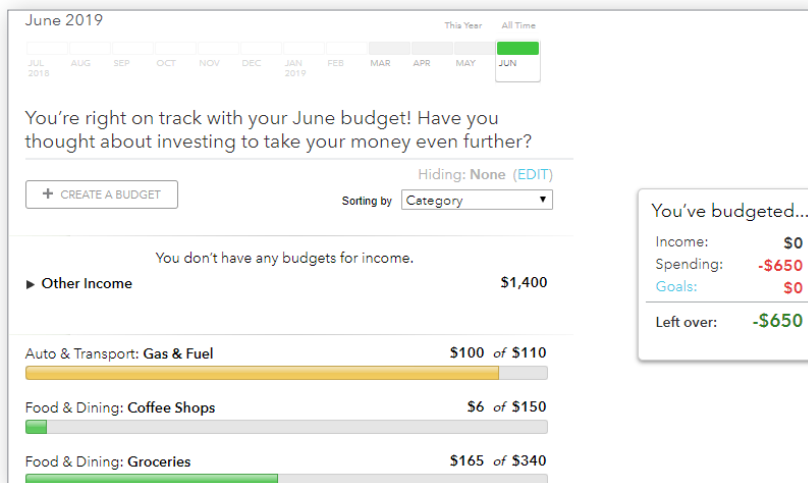 June 2019
This Year All Time
JUL 2018 AUG SEP OCT NOV DEC JAN 2019 FEB MAR APR MAY JUN
You're right on track with your June budget! Have you
thought about investing to take your money even further?
Hiding: None (EDIT)
+ CREATE A BUDGET
Sorting by Category
You don't have any budgets for income.
Other Income $1,400
Auto & Transport: Gas & Fuel $100 of $110
Food & Dining: Coffee Shops $6 of $150
Food & Dining: Groceries $165 of $340
You've budgeted...
Income: $0
Spending: -$650
Goals: $0
Left over: -$650